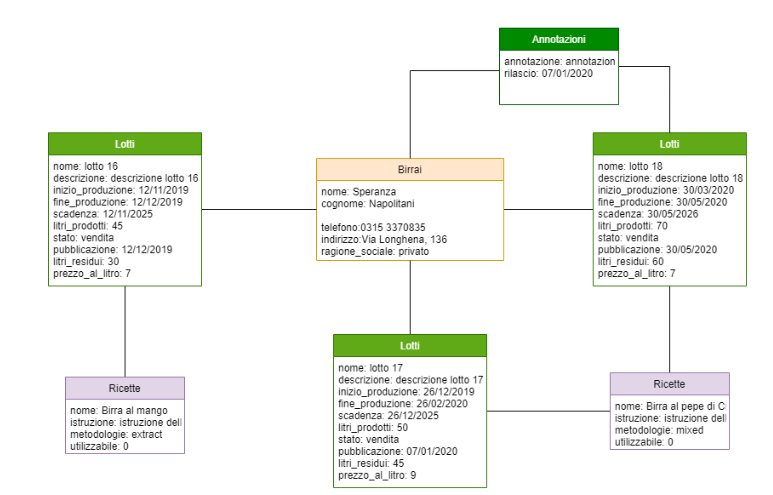 Annotazioni
annotazione: annotazion
rilascio: 07/01/2020
Lotti
nome: lotto 16
descrizione: descrizione lotto 16
inizio_produzione: 12/11/2019
fine_produzione: 12/12/2019
scadenza: 12/11/2025
litri_prodotti: 45
stato: vendita
pubblicazione: 12/12/2019
litri_residui: 30
prezzo_al_litro: 7
Birrai
nome: Speranza
cognome: Napolitani
telefono:0315 3370835
indirizzo:Via Longhena, 136
ragione_sociale: privato
Lotti
nome: lotto 18
descrizione: descrizione lotto 18
inizio_produzione: 30/03/2020
fine_produzione: 30/05/2020
scadenza: 30/05/2026
litri_prodotti: 70
stato: vendita
pubblicazione: 30/05/2020
litri_residui: 60
prezzo_al_litro: 7
Ricette
nome: Birra al mango
istruzione: istruzione dell
metodologie: extract
utilizzabile: 0
Lotti
nome: lotto 17
descrizione: descrizione lotto 17
inizio_produzione: 26/12/2019
fine_produzione: 26/02/2020
scadenza: 26/12/2025
litri_prodotti: 50
stato: vendita
pubblicazione: 07/01/2020
litri_residui: 45
prezzo_al_litro: 9
Ricette
nome: Birra al pepe di C
istruzione: istruzione dell
metodologie: mixed
utilizzabile: 0